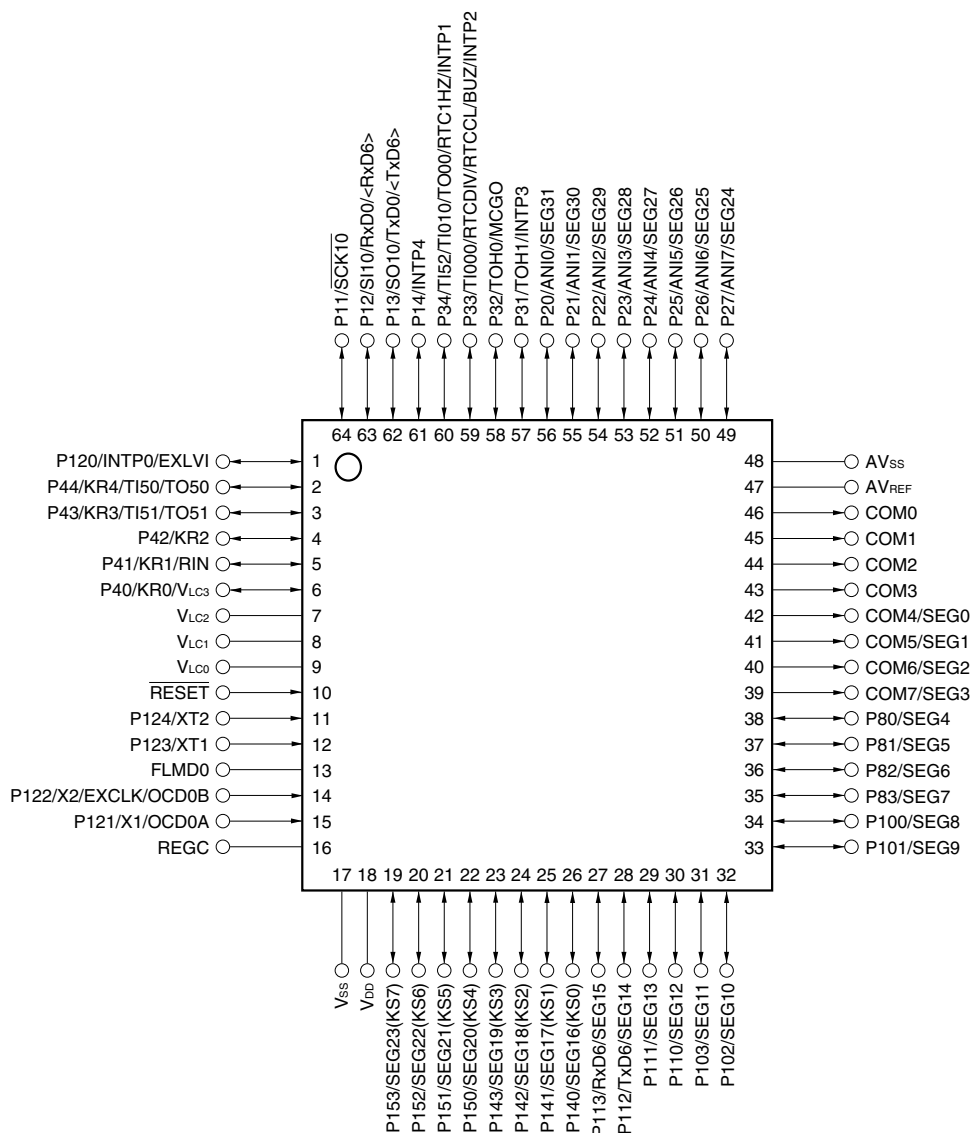 P11/SCK10
P12/SI10/RxD0/<RxD6>
P13/SO10/TxD0/<TxD6>
P14/INTP4
P34/TI52/TI010/TO00/RTC1HZ/INTP1
P33/TI000/RTCDIV/RTCCL/BUZ/INTP2
P32/TOH0/MCGO
P31/TOH1/INTP3
P20/ANI0/SEG31
P21/ANI1/SEG30
P22/ANI2/SEG29
P23/ANI3/SEG28
P24/ANI4/SEG27
P25/ANI5/SEG26
P26/ANI6/SEG25
P27/ANI7/SEG24
64 63 62 61 60 59 58 57 56 55 54 53 52 51 50 49
P120/INTP0/EXLVI 1 48 AVSS
P44/KR4/TI50/TO50 2 47 AVREF
P43/KR3/TI51/TO51 3 46 COM0
P42/KR2 4 45 COM1
P41/KR1/RIN 5 44 COM2
P40/KR0/VLC3 6 43 COM3
VLC2 7 42 COM4/SEG0
VLC1 8 41 COM5/SEG1
VLC0 9 40 COM6/SEG2
RESET 10 39 COM7/SEG3
P124/XT2 11 38 P80/SEG4
P123/XT1 12 37 P81/SEG5
FLMD0 13 36 P82/SEG6
P122/X2/EXCLK/OCD0B 14 35 P83/SEG7
P121/X1/OCD0A 15 34 P100/SEG8
REGC 16 33 P101/SEG9
17 18 19 20 21 22 23 24 25 26 27 28 29 30 31 32
VSS
VDD
P153/SEG23(KS7)
P152/SEG22(KS6)
P151/SEG21(KS5)
P150/SEG20(KS4)
P143/SEG19(KS3)
P142/SEG18(KS2)
P141/SEG17(KS1)
P140/SEG16(KS0)
P113/RxD6/SEG15
P112/TxD6/SEG14
P111/SEG13
P110/SEG12
P103/SEG11
P102/SEG10